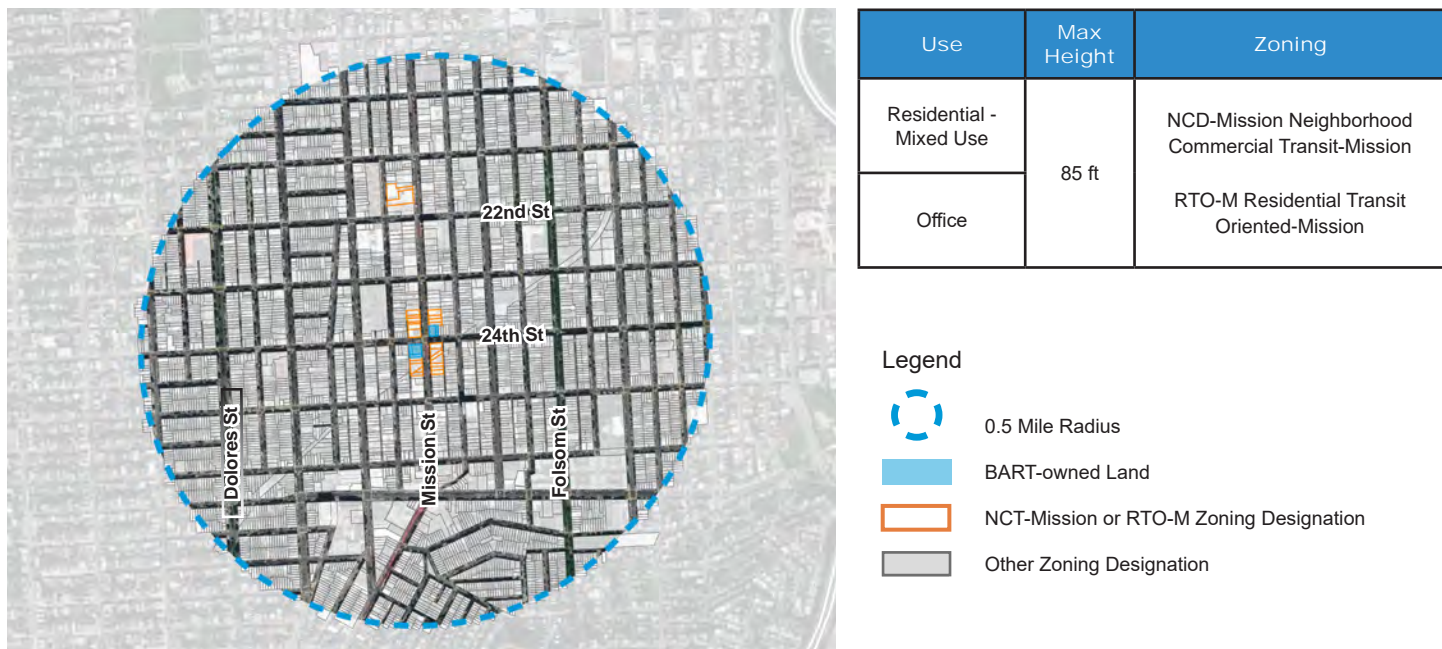 22nd St
24th St
Dolores St
Mission St
Folsom St
Use
Max
Height
Zoning
Residential -
Mixed Use
Office
85 ft
NCD-Mission Neighborhood
Commercial Transit-Mission
RTO-M Residential Transit
Oriented-Mission
Legend
0.5 Mile Radius
BART-owned Land
NCT-Mission or RTO-M Zoning Designation
Other Zoning Designation